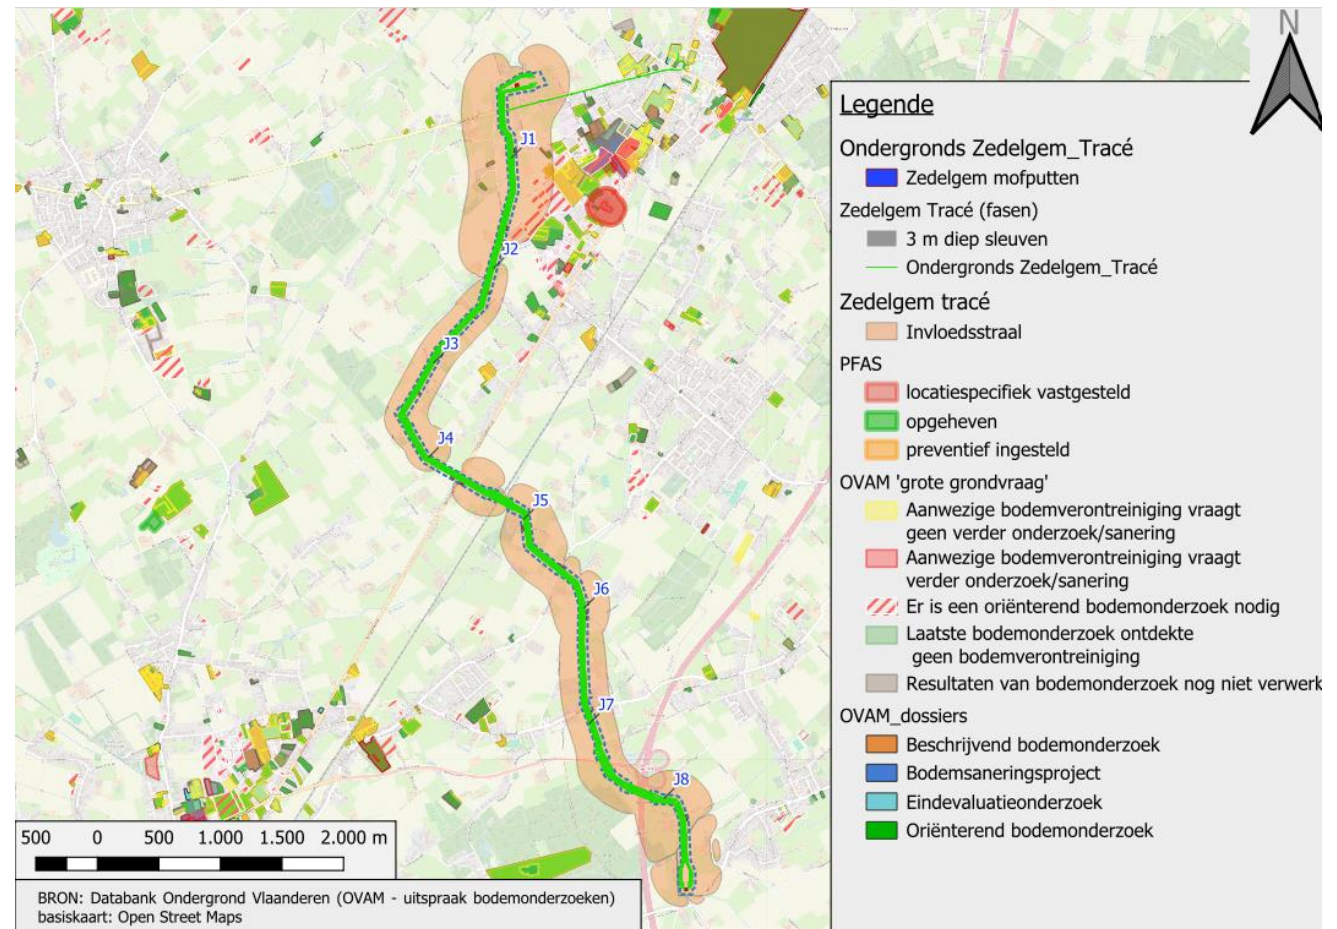 N
Legende
Ondergronds Zedelgem_Tracé
Zedelgem mofputten
Zedelgem Tracé (fasen)
3 m diep sleuven
Ondergronds Zedelgem_Tracé
Zedelgem tracé
Invloedsstraal
PFAS
locatiespecifiek vastgesteld
opgeheven
preventief ingesteld
OVAM 'grote grondvraag'
Aanwezige bodemverontreiniging vraagt
geen verder onderzoek/sanering
Aanwezige bodemverontreiniging vraagt
verder onderzoek/sanering
Er is een oriënterend bodemonderzoek nodig
Laatste bodemonderzoek ontdekte
geen bodemverontreiniging
Resultaten van bodemonderzoek nog niet verwerk
OVAM_dossiers
Beschrijvend bodemonderzoek
Bodemsaneringsproject
Eindevaluatieonderzoek
Oriënterend bodemonderzoek
J1
J2
J3
J4
J5
J6
J7
J8
500 0 500 1.000 1.500 2.000 m
BRON: Databank Ondergrond Vlaanderen (OVAM - uitspraak bodemonderzoeken)
basiskaart: Open Street Maps